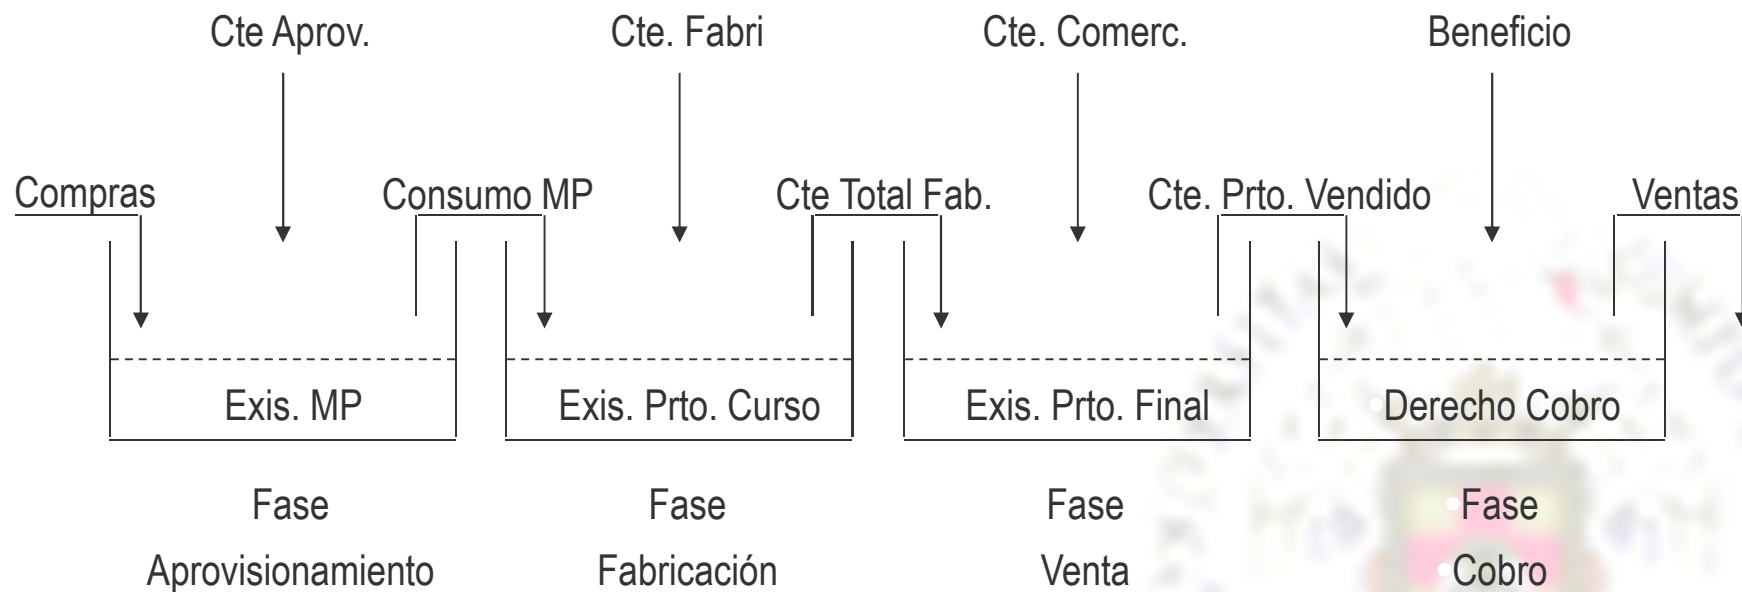 Cte Aprov.
Cte. Fabri
Cte. Comerc.
Beneficio
Compras
Consumo MP
Cte Total Fab.
Cte. Prto. Vendido
Ventas
Exis. MP
Exis. Prto. Curso
Exis. Prto. Final
•Derecho Cobro
Fase
Fase
Fase
•Fase
Aprovisionamiento
Fabricación
Venta
•Cobro